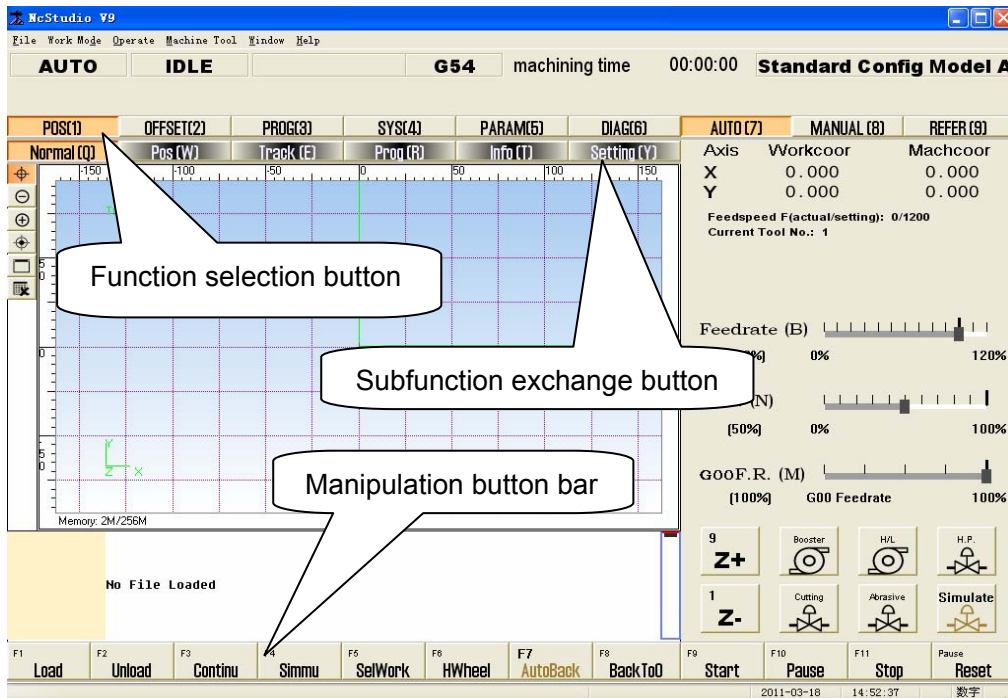 NcStudio V9
File Work Mode Operate Machine Tool Window Help
AUTO IDLE G54 machining time 00:00:00 Standard Config Model A
POS(1) OFFSET(2) PROG(3) SYS(4) PARAM(5) DIAG(6) AUTO (7) MANUAL (8) REFER (9)
Normal (Q) Pos (W) Track (E) Prog (R) Info (T) Setting (Y)
Axis Workcoor Machcoor
-150 -100 -50 0 50 100 150
X 0.000 0.000
Y 0.000 0.000
Feedspeed F(actual/setting): 0/1200
Current Tool No.: 1
Function selection button
50
Feedrate (B)
0
%) 0% 120%
Subfunction exchange button
(N)
(50%) 0% 100%
Y
50
Z X
Manipulation button bar
G00F.R. (M)
(100%) G00 Feedrate 100%
Memory: 2M/256M
9 Z+ Booster H/L H.P.
No File Loaded
1 Z- Cutting Abrasive Simulate
F1 Load F2 Unload F3 Continu F4 Simmu F5 SelWork F6 HWheel F7 AutoBack F8 BackTo0 F9 Start F10 Pause F11 Stop Pause Reset
2011-03-18 14:52:37 数字